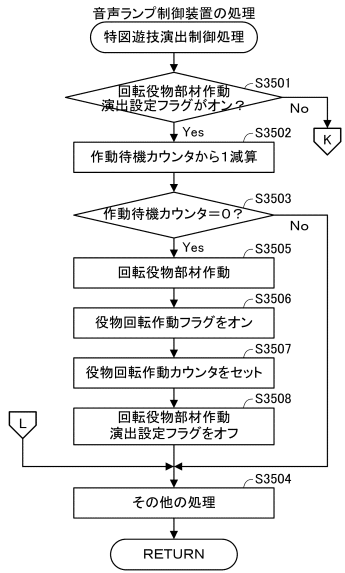 音声ランプ制御装置の処理
特図遊技演出制御処理
S3501
回転役物部材作動
演出設定フラグがオン？
No
K
Yes
S3502
作動待機カウンタから１減算
S3503
作動待機カウンタ＝０？
No
Yes
S3505
回転役物部材作動
S3506
役物回転作動フラグをオン
S3507
役物回転作動カウンタをセット
S3508
回転役物部材作動
演出設定フラグをオフ
L
S3504
その他の処理
RETURN